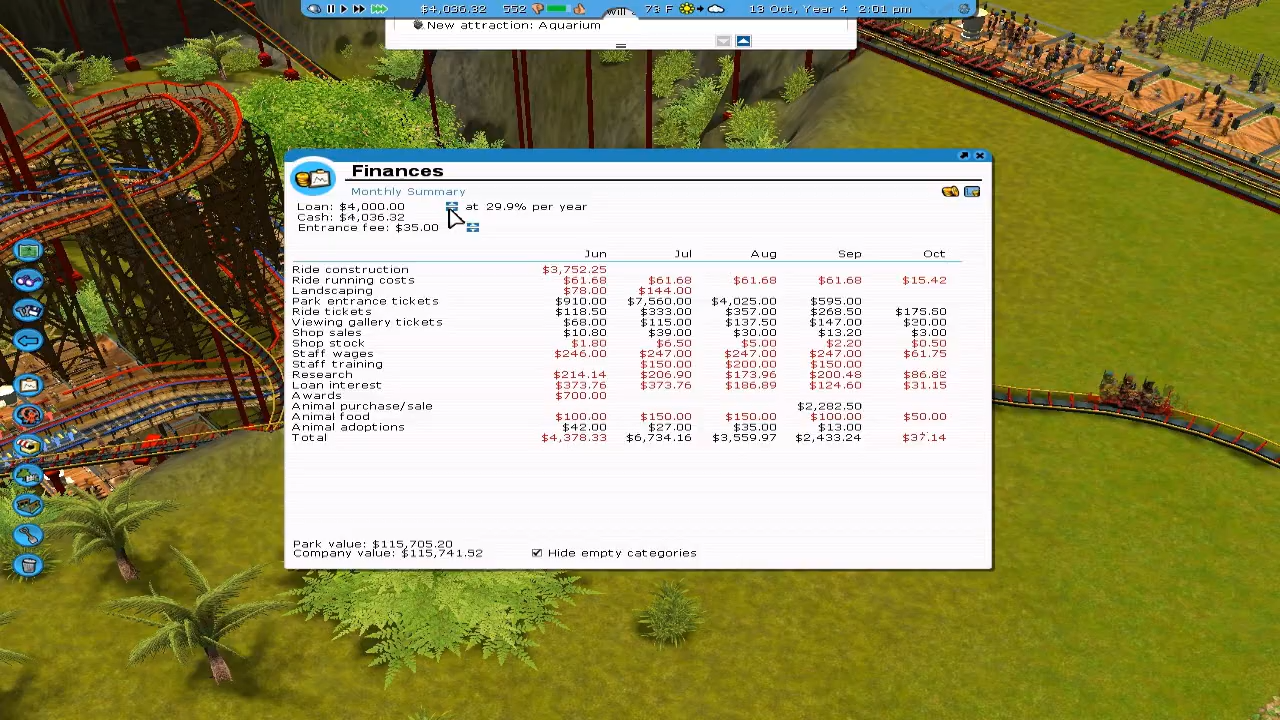 $4,036.32 552 73 F 13 Oct, Year 4 2:01 pm
New attraction: Aquarium
Finances
Monthly Summary
Loan: $4,000.00 at 29.9% per year
Cash: $4,036.32
Entrance fee: $35.00
Jun Jul Aug Sep Oct
Ride construction $3,752.25
Ride running costs $61.68 $61.68 $61.68 $61.68 $15.42
Landscaping $78.00 $144.00
Park entrance tickets $910.00 $7,560.00 $4,025.00 $595.00
Ride tickets $118.50 $333.00 $357.00 $268.50 $175.50
Viewing gallery tickets $68.00 $115.00 $137.50 $147.00 $20.00
Shop sales $10.80 $39.00 $30.00 $13.20 $3.00
Shop stock $1.80 $6.50 $5.00 $2.20 $0.50
Staff wages $246.00 $247.00 $247.00 $247.00 $61.75
Staff training $150.00 $200.00 $150.00
Research $214.14 $206.90 $173.96 $200.48 $86.82
Loan interest $373.76 $373.76 $186.89 $124.60 $31.15
Awards $700.00
Animal purchase/sale $2,282.50
Animal food $100.00 $150.00 $150.00 $100.00 $50.00
Animal adoptions $42.00 $27.00 $35.00 $13.00
Total $4,378.33 $6,734.16 $3,559.97
Park value: $115,705.20
Company value: $115,741.52
Hide empty categories